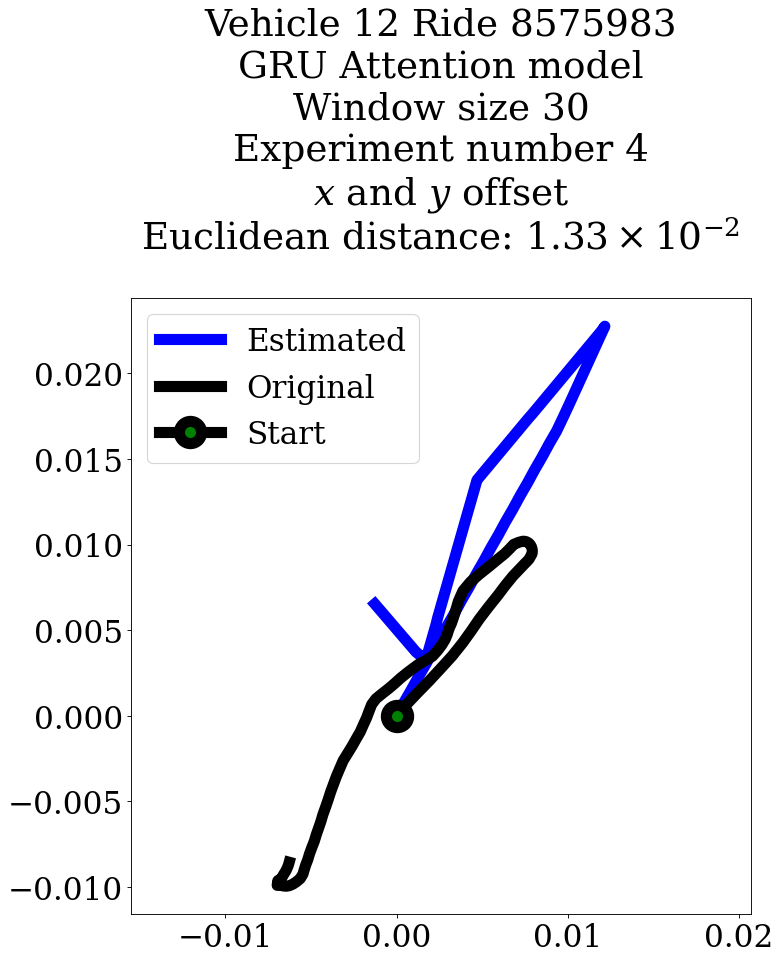 Vehicle 12 Ride 8575983
GRU Attention model
Window size 30
Experiment number 4
x and y offset
Euclidean distance: 1.33 × 10⁻²
Estimated
Original
Start
0.020
0.015
0.010
0.005
0.000
−0.005
−0.010
−0.01 0.00 0.01 0.02